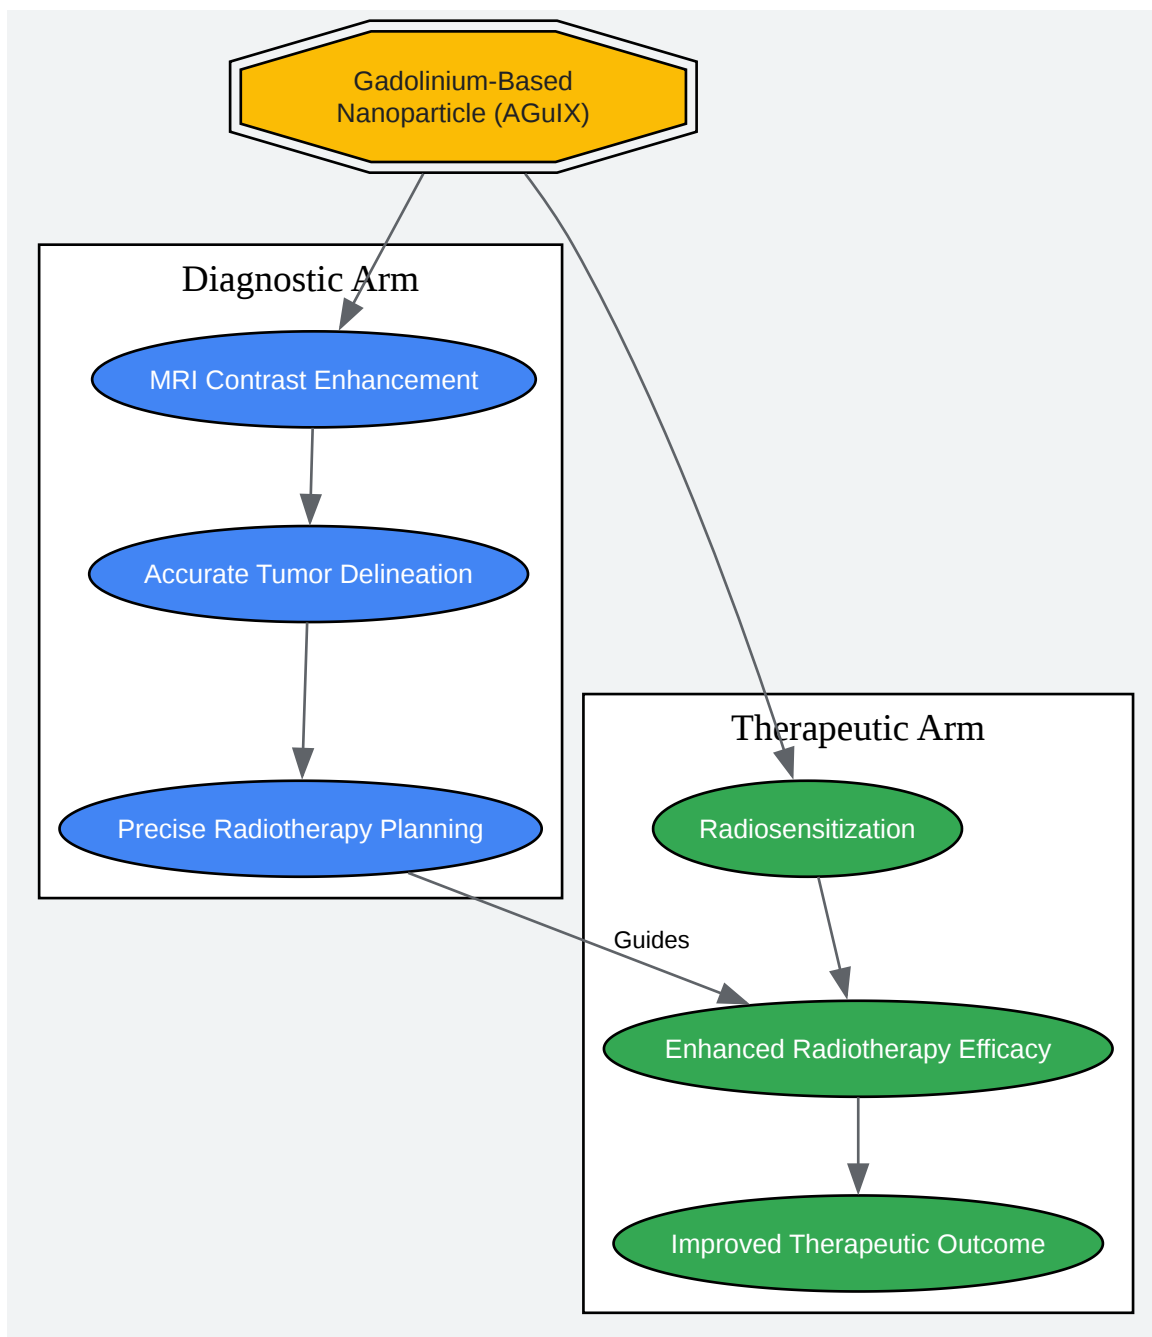 Gadolinium-Based
Nanoparticle (AGuIX)
Diagnostic Arm
MRI Contrast Enhancement
Accurate Tumor Delineation
Precise Radiotherapy Planning
Guides
Therapeutic Arm
Radiosensitization
Enhanced Radiotherapy Efficacy
Improved Therapeutic Outcome